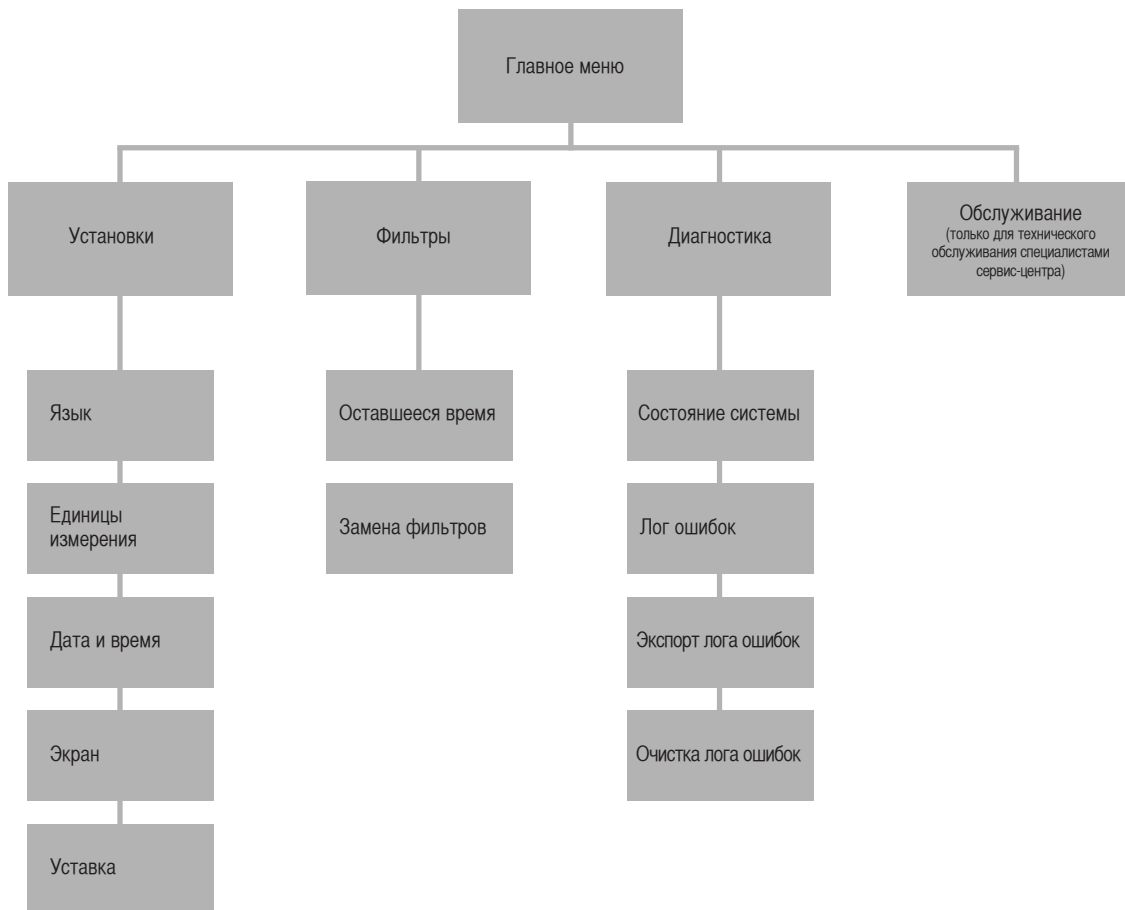 Главное меню
Установки
Фильтры
Диагностика
Обслуживание
(только для технического
обслуживания специалистами
сервис-центра)
Язык
Оставшееся время
Состояние системы
Единицы
измерения
Замена фильтров
Лог ошибок
Дата и время
Экспорт лога ошибок
Экран
Очистка лога ошибок
Уставка